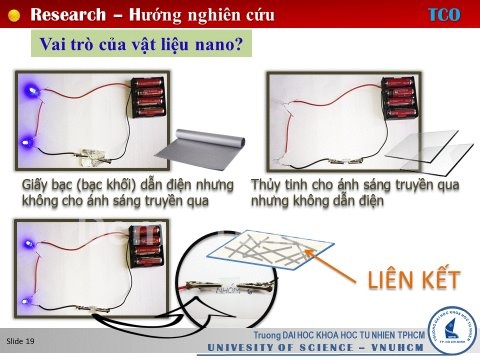 Research – Hướng nghiên cứu
TCO
Vai trò của vật liệu nano?
Giấy bạc (bạc khối) dẫn điện nhưng
không cho ánh sáng truyền qua
Thủy tinh cho ánh sáng truyền qua
nhưng không dẫn điện
NHÓM
LIÊN KẾT
Slide 19
Truong DAI HOC KHOA HOC TU NHIEN TPHCM
UNIVESITY OF SCIENCE – VNUHCM